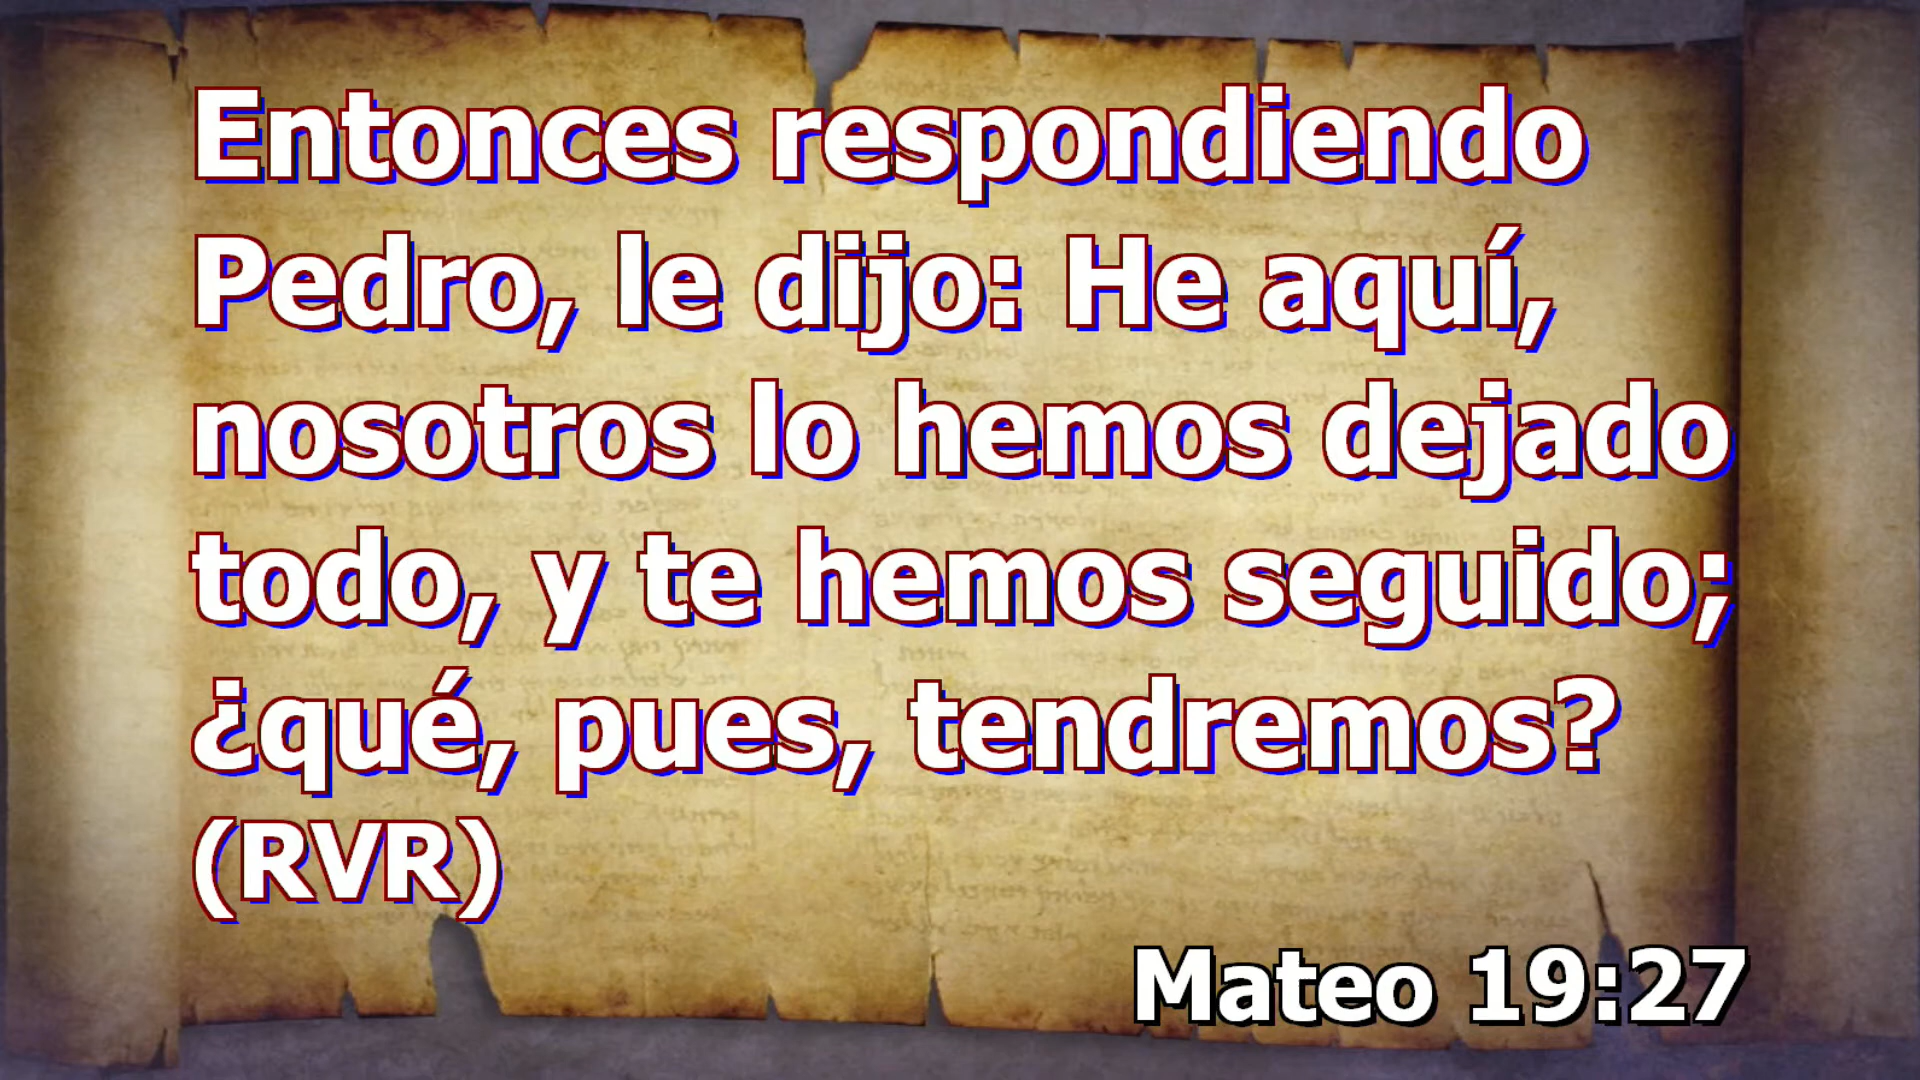 Entonces respondiendo
Pedro, le dijo: He aquí,
nosotros lo hemos dejado
todo, y te hemos seguido;
¿qué, pues, tendremos?
(RVR)
Mateo 19:27